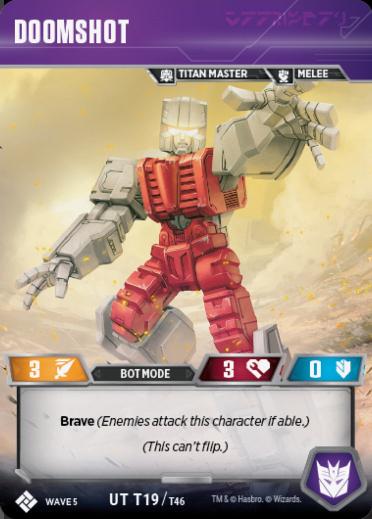 DOOMSHOT
TITAN MASTER MELEE
3 BOT MODE 3 0
Brave (Enemies attack this character if able.)
(This can't flip.)
WAVE 5 UT T19 / T46 TM & © Hasbro. © Wizards.